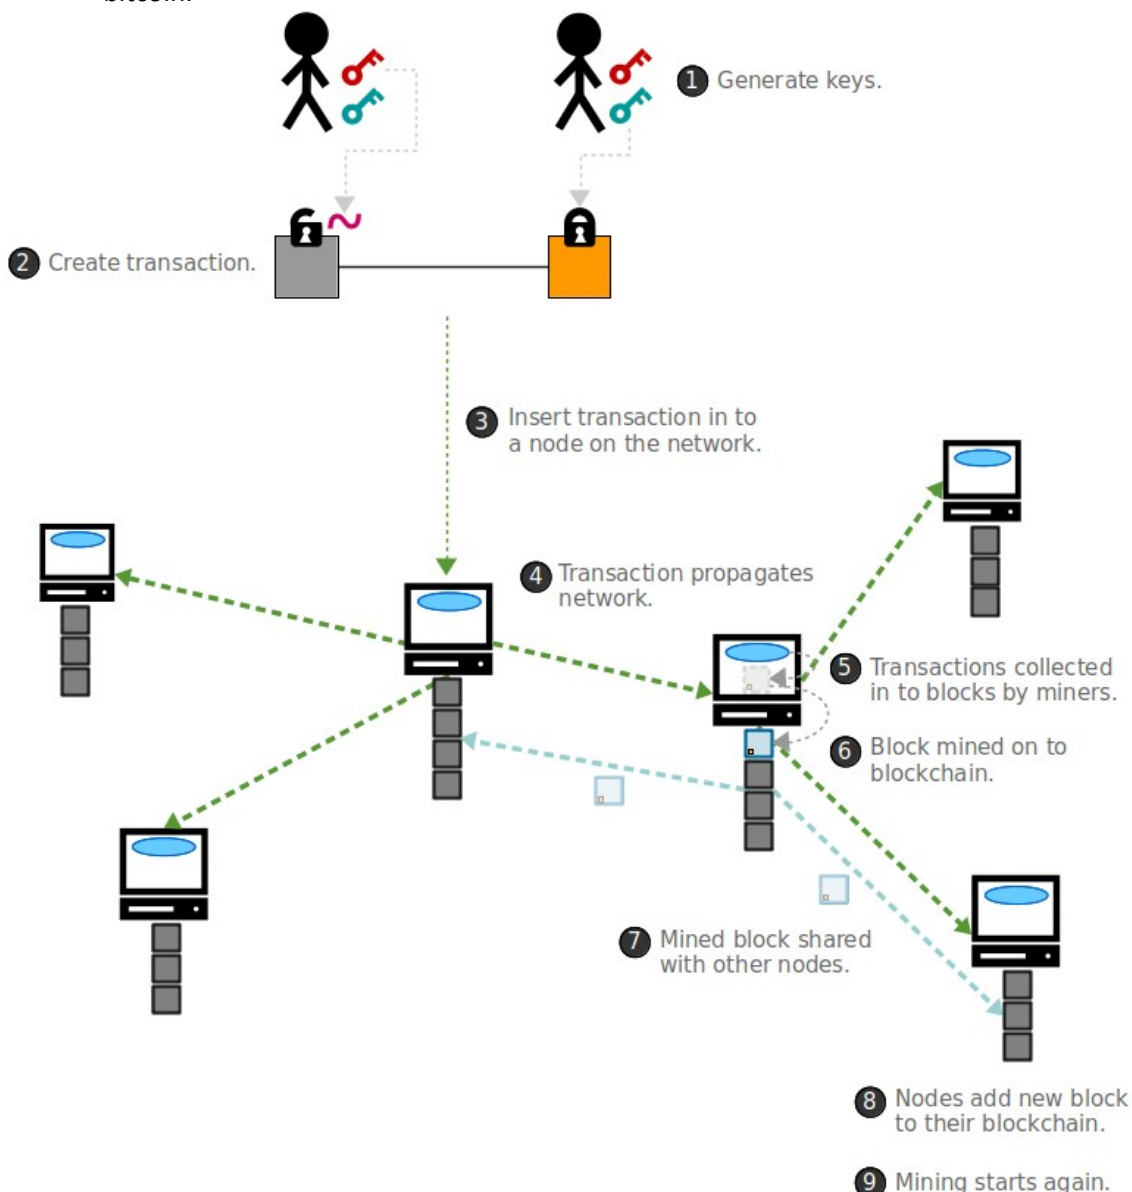 1 Generate keys.
2 Create transaction.
3 Insert transaction in to
a node on the network.
4 Transaction propagates
network.
5 Transactions collected
in to blocks by miners.
6 Block mined on to
blockchain.
7 Mined block shared
with other nodes.
8 Nodes add new block
to their blockchain.
9 Mining starts again.